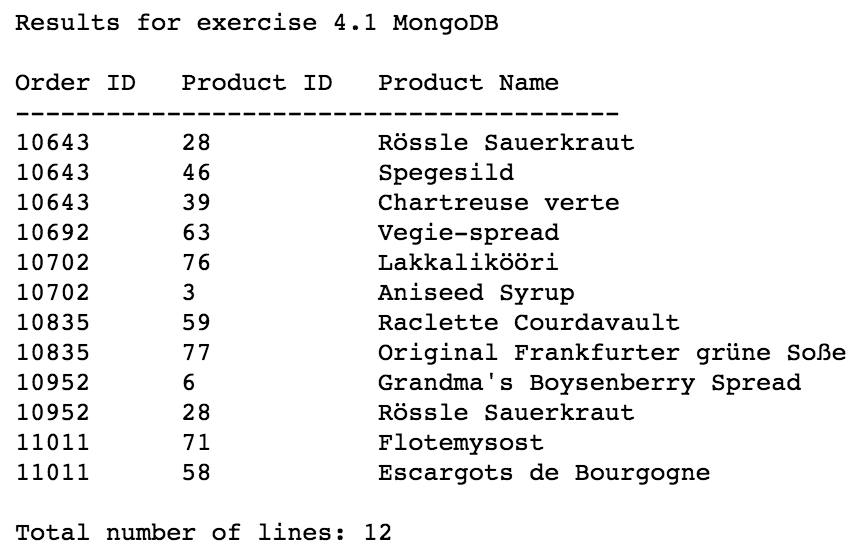 Results for exercise 4.1 MongoDB
Order ID   Product ID   Product Name
----------------------------------------
10643      28           Rössle Sauerkraut
10643      46           Spegesild
10643      39           Chartreuse verte
10692      63           Vegie-spread
10702      76           Lakkalikööri
10702      3            Aniseed Syrup
10835      59           Raclette Courdavault
10835      77           Original Frankfurter grüne Soße
10952      6            Grandma's Boysenberry Spread
10952      28           Rössle Sauerkraut
11011      71           Flotemysost
11011      58           Escargots de Bourgogne
Total number of lines: 12